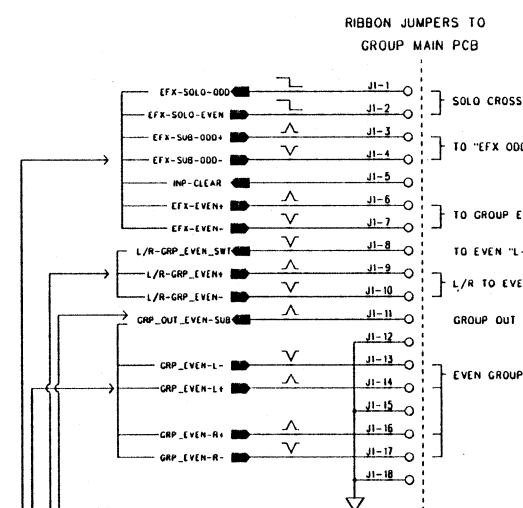 RIBBON JUMPERS TO
GROUP MAIN PCB
EFX-SOLO-ODD J1-1
EFX-SOLO-EVEN J1-2 SOLO CROSS
EFX-SUB-ODD+ J1-3
EFX-SUB-ODD- J1-4 TO "EFX ODD
INP-CLEAR J1-5
EFX-EVEN+ J1-6
EFX-EVEN- J1-7 TO GROUP E
L/R-GRP_EVEN_SWT J1-8 TO EVEN "L-
L/R-GRP_EVEN+ J1-9
L/R-GRP_EVEN- J1-10 L/R TO EVE
GRP_OUT_EVEN-SUB J1-11 GROUP OUT
J1-12
GRP_EVEN-L- J1-13
GRP_EVEN-L+ J1-14 EVEN GROUP
J1-15
GRP_EVEN-R+ J1-16
GRP_EVEN-R- J1-17
J1-18